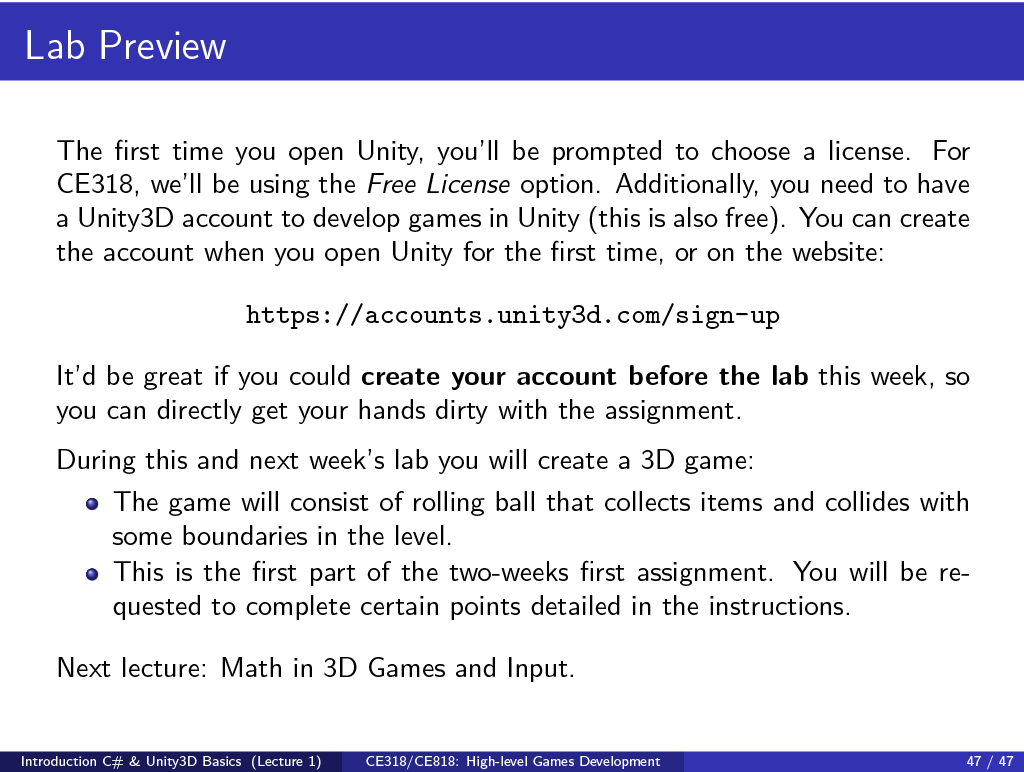 Lab Preview
The first time you open Unity, you'll be prompted to choose a license. For
CE318, we'll be using the Free License option. Additionally, you need to have
a Unity3D account to develop games in Unity (this is also free). You can create
the account when you open Unity for the first time, or on the website:
https://accounts.unity3d.com/sign-up
It'd be great if you could create your account before the lab this week, so
you can directly get your hands dirty with the assignment.
During this and next week's lab you will create a 3D game:
The game will consist of rolling ball that collects items and collides with
some boundaries in the level.
This is the first part of the two-weeks first assignment. You will be re-
quested to complete certain points detailed in the instructions.
Next lecture: Math in 3D Games and Input.
Introduction C# & Unity3D Basics (Lecture 1) CE318/CE818: High-level Games Development 47 / 47